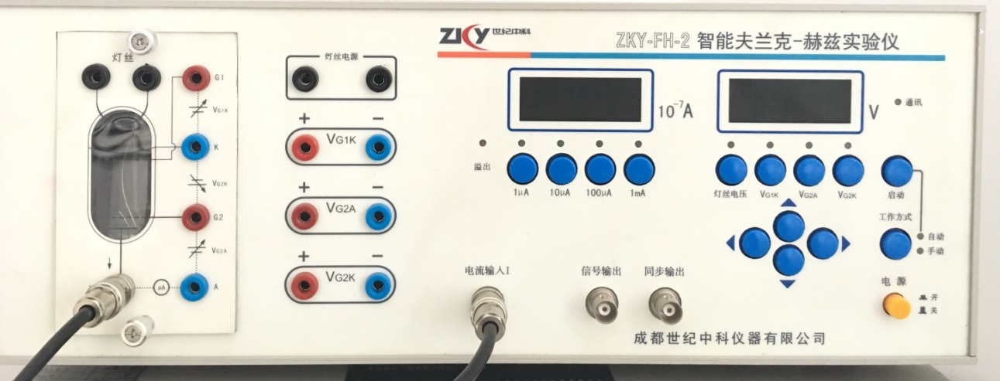 ZKY 世纪中科
ZKY-FH-2 智能夫兰克-赫兹实验仪
灯丝
G1
VG1K
K
VG2K
G2
VG2A
μA
A
灯丝电源
+ −
VG1K
+ −
VG2A
+ −
VG2K
10⁻⁷A
V
通讯
溢出
1μA 10μA 100μA 1mA
灯丝电压 VG1K VG2A VG2K
启动
工作方式
自动
手动
电流输入I
信号输出 同步输出
电 源
开
关
成都世纪中科仪器有限公司